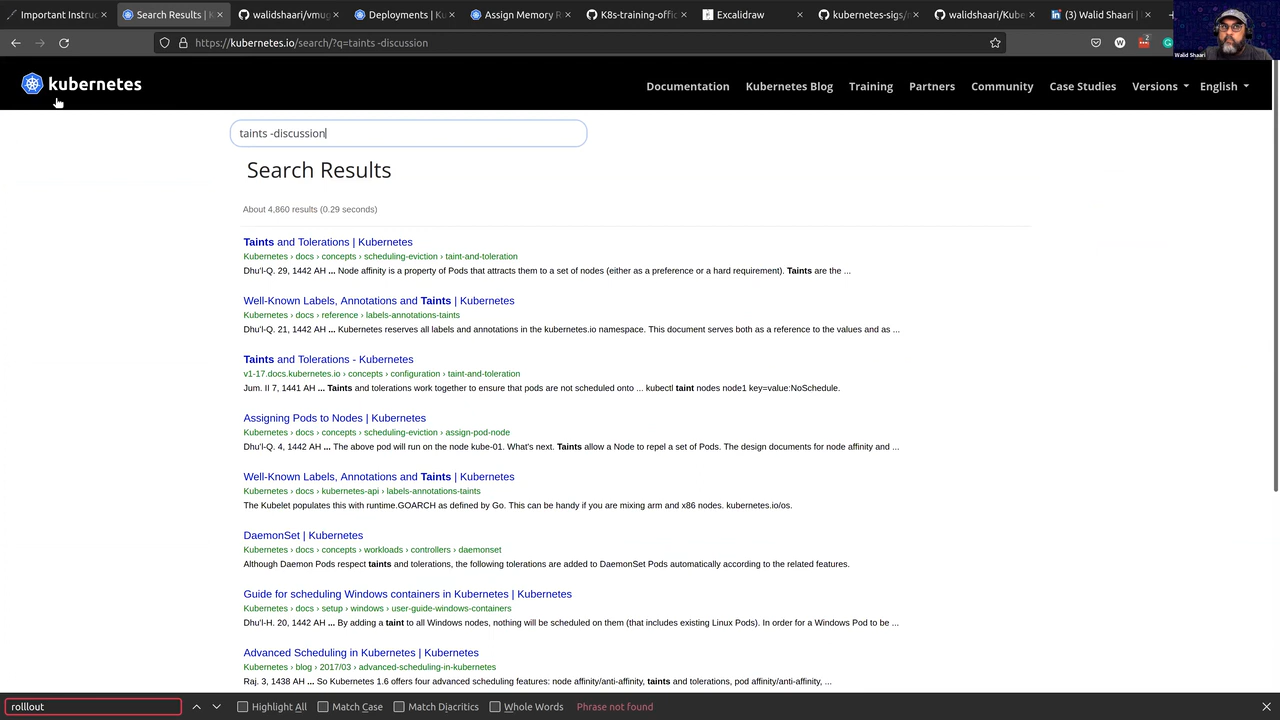 Important Instruc
Search Results | K
walidshaari/vmug
Deployments | Ku
Assign Memory R
K8s-training-offic
Excalidraw
kubernetes-sigs/
walidshaari/Kube
(3) Walid Shaari |
https://kubernetes.io/search/?q=taints -discussion
Walid Shaari
kubernetes
Documentation Kubernetes Blog Training Partners Community Case Studies Versions English
taints -discussion
Search Results
About 4,860 results (0.29 seconds)
Taints and Tolerations | Kubernetes
Kubernetes › docs › concepts › scheduling-eviction › taint-and-toleration
Dhuʻl-Q. 29, 1442 AH ... Node affinity is a property of Pods that attracts them to a set of nodes (either as a preference or a hard requirement). Taints are the ...
Well-Known Labels, Annotations and Taints | Kubernetes
Kubernetes › docs › reference › labels-annotations-taints
Dhuʻl-Q. 21, 1442 AH ... Kubernetes reserves all labels and annotations in the kubernetes.io namespace. This document serves both as a reference to the values and as ...
Taints and Tolerations - Kubernetes
v1-17.docs.kubernetes.io › concepts › configuration › taint-and-toleration
Jum. II 7, 1441 AH ... Taints and tolerations work together to ensure that pods are not scheduled onto ... kubectl taint nodes node1 key=value:NoSchedule.
Assigning Pods to Nodes | Kubernetes
Kubernetes › docs › concepts › scheduling-eviction › assign-pod-node
Dhuʻl-Q. 4, 1442 AH ... The above pod will run on the node kube-01. What's next. Taints allow a Node to repel a set of Pods. The design documents for node affinity and ...
Well-Known Labels, Annotations and Taints | Kubernetes
Kubernetes › docs › kubernetes-api › labels-annotations-taints
The Kubelet populates this with runtime.GOARCH as defined by Go. This can be handy if you are mixing arm and x86 nodes. kubernetes.io/os.
DaemonSet | Kubernetes
Kubernetes › docs › concepts › workloads › controllers › daemonset
Although Daemon Pods respect taints and tolerations, the following tolerations are added to DaemonSet Pods automatically according to the related features.
Guide for scheduling Windows containers in Kubernetes | Kubernetes
Kubernetes › docs › setup › windows › user-guide-windows-containers
Dhuʻl-H. 20, 1442 AH ... By adding a taint to all Windows nodes, nothing will be scheduled on them (that includes existing Linux Pods). In order for a Windows Pod to be ...
Advanced Scheduling in Kubernetes | Kubernetes
Kubernetes › blog › 2017/03 › advanced-scheduling-in-kubernetes
Raj. 3, 1438 AH ... So Kubernetes 1.6 offers four advanced scheduling features: node affinity/anti-affinity, taints and tolerations, pod affinity/anti-affinity, ...
rolllout
Highlight All Match Case Match Diacritics Whole Words Phrase not found